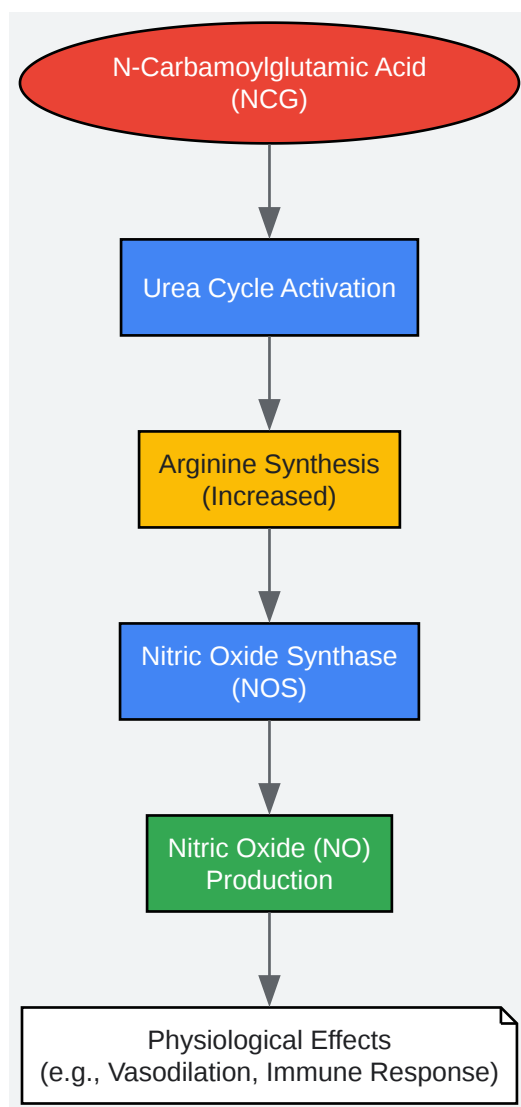 N-Carbamoylglutamic Acid
(NCG)
Urea Cycle Activation
Arginine Synthesis
(Increased)
Nitric Oxide Synthase
(NOS)
Nitric Oxide (NO)
Production
Physiological Effects
(e.g., Vasodilation, Immune Response)